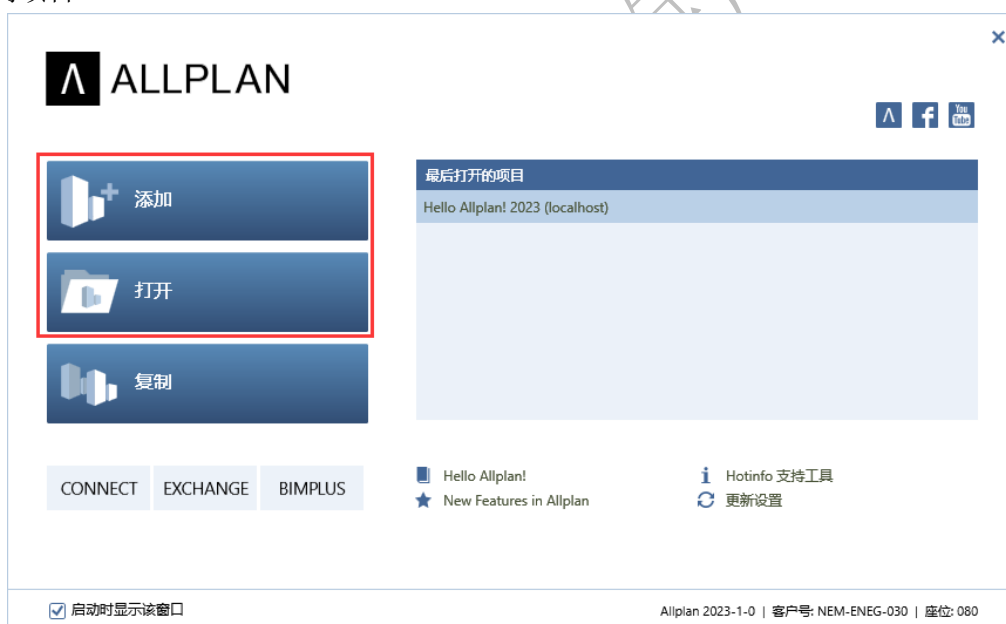 ALLPLAN
You Tube
添加
打开
复制
最后打开的项目
Hello Allplan! 2023 (localhost)
CONNECT EXCHANGE BIMPLUS
Hello Allplan!
Hotinfo 支持工具
New Features in Allplan
更新设置
启动时显示该窗口
Allplan 2023-1-0 | 客户号: NEM-ENEG-030 | 座位: 080